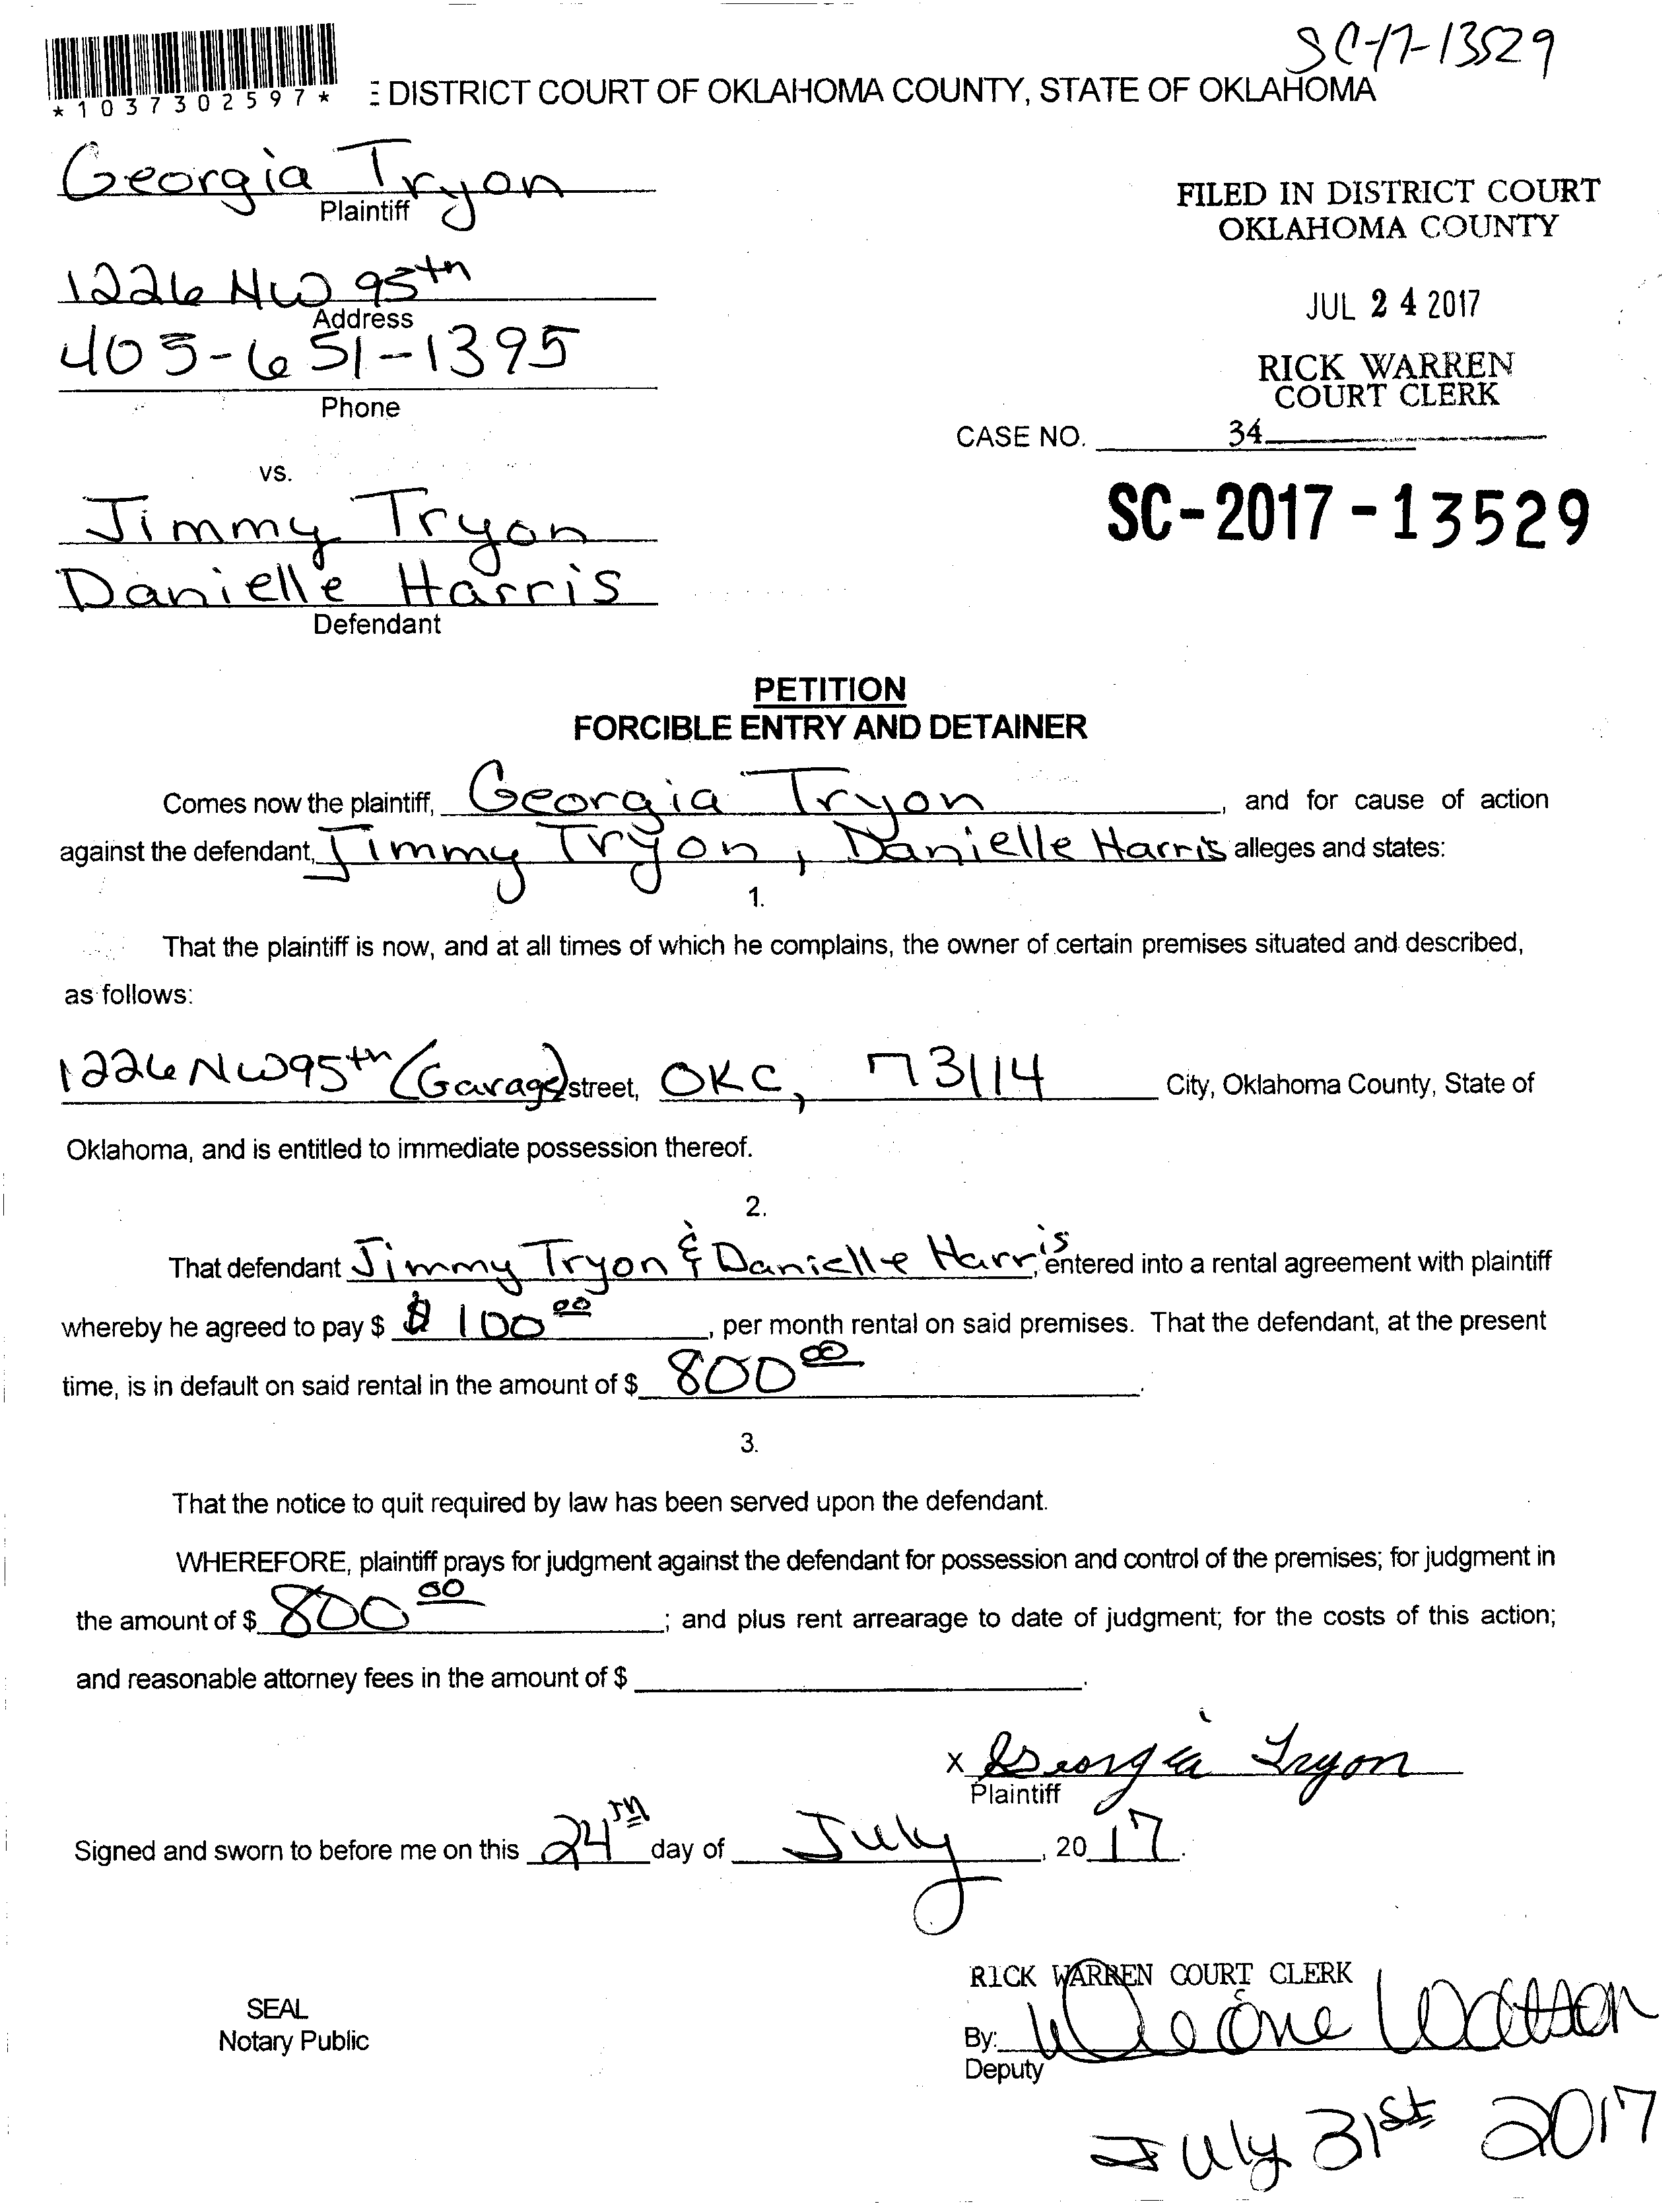 SC-17-13529
*1037302597*
DISTRICT COURT OF OKLAHOMA COUNTY, STATE OF OKLAHOMA
Georgia Tryon
Plaintiff
FILED IN DISTRICT COURT
OKLAHOMA COUNTY
1226 NW 95th
Address
JUL 24 2017
405-651-1395
Phone
RICK WARREN
COURT CLERK
CASE NO. 34
vs.
SC-2017-13529
Jimmy Tryon
Danielle Harris
Defendant
PETITION
FORCIBLE ENTRY AND DETAINER
Comes now the plaintiff, Georgia Tryon, and for cause of action
against the defendant, Jimmy Tryon, Danielle Harris alleges and states:
1.
That the plaintiff is now, and at all times of which he complains, the owner of certain premises situated and described,
as follows:
1226 NW 95th (Garage) street, OKC, 73114 City, Oklahoma County, State of
Oklahoma, and is entitled to immediate possession thereof.
2.
That defendant Jimmy Tryon & Danielle Harris, entered into a rental agreement with plaintiff
whereby he agreed to pay $ $ 100 00, per month rental on said premises. That the defendant, at the present
time, is in default on said rental in the amount of $ 800 00.
3.
That the notice to quit required by law has been served upon the defendant.
WHEREFORE, plaintiff prays for judgment against the defendant for possession and control of the premises; for judgment in
the amount of $ 800 00; and plus rent arrearage to date of judgment; for the costs of this action;
and reasonable attorney fees in the amount of $ .
X Georgia Tryon
Plaintiff
Signed and sworn to before me on this 24TH day of July, 2017.
RICK WARREN COURT CLERK
SEAL
Notary Public
By: Watson
Deputy
July 31st 2017